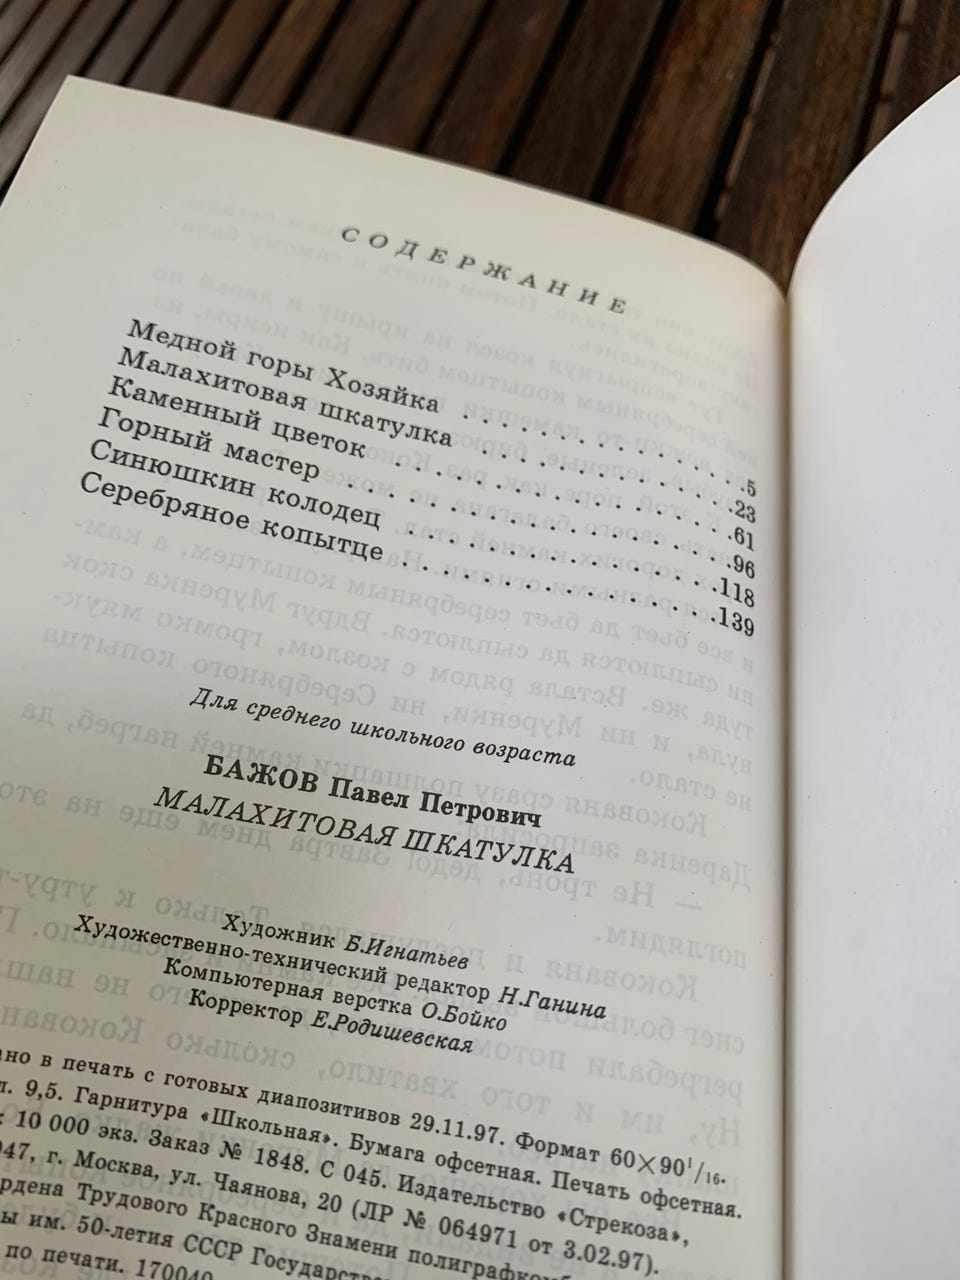 СОДЕРЖАНИЕ
Медной горы Хозяйка . . . . . . . . . . . . . . 5
Малахитовая шкатулка . . . . . . . . . . . . . 23
Каменный цветок . . . . . . . . . . . . . . . . 61
Горный мастер . . . . . . . . . . . . . . . . . 96
Синюшкин колодец . . . . . . . . . . . . . . . 118
Серебряное копытце . . . . . . . . . . . . . . 139
Для среднего школьного возраста
БАЖОВ Павел Петрович
МАЛАХИТОВАЯ ШКАТУЛКА
Художник Б.Игнатьев
Художественно-технический редактор Н.Ганина
Компьютерная верстка О.Бойко
Корректор Е.Родишевская
в печать с готовых диапозитивов 29.11.97. Формат 60×90¹/₁₆.
л. 9,5. Гарнитура «Школьная». Бумага офсетная. Печать офсетная.
10 000 экз. Заказ № 1848. С 045. Издательство «Стрекоза»,
047, г. Москва, ул. Чаянова, 20 (ЛР № 064971 от 3.02.97).
Трудового Красного Знамени
им. 50-летия СССР
по печати. 170040